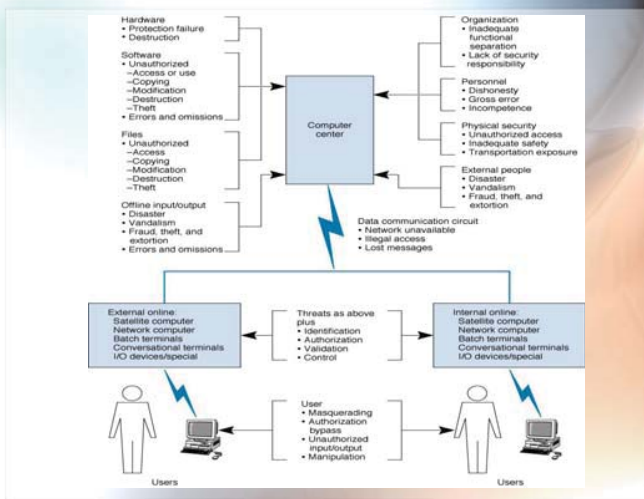 Hardware
• Protection failure
• Destruction
Software
• Unauthorized
–Access or use
–Copying
–Modification
–Destruction
–Theft
• Errors and omissions
Files
• Unauthorized
–Access
–Copying
–Modification
–Destruction
–Theft
Offline input/output
• Disaster
• Vandalism
• Fraud, theft, and
extortion
• Errors and omissions
Computer
center
Organization
• Inadequate
functional
separation
• Lack of security
responsibility
Personnel
• Dishonesty
• Gross error
• Incompetence
Physical security
• Unauthorized access
• Inadequate safety
• Transportation exposure
External people
• Disaster
• Vandalism
• Fraud, theft, and
extortion
Data communication circuit
• Network unavailable
• Illegal access
• Lost messages
External online:
Satellite computer
Network computer
Batch terminals
Conversational terminals
I/O devices/special
Threats as above
plus
• Identification
• Authorization
• Validation
• Control
Internal online:
Satellite computer
Network computer
Batch terminals
Conversational terminals
I/O devices/special
User
• Masquerading
• Authorization
bypass
• Unauthorized
input/output
• Manipulation
Users
Users